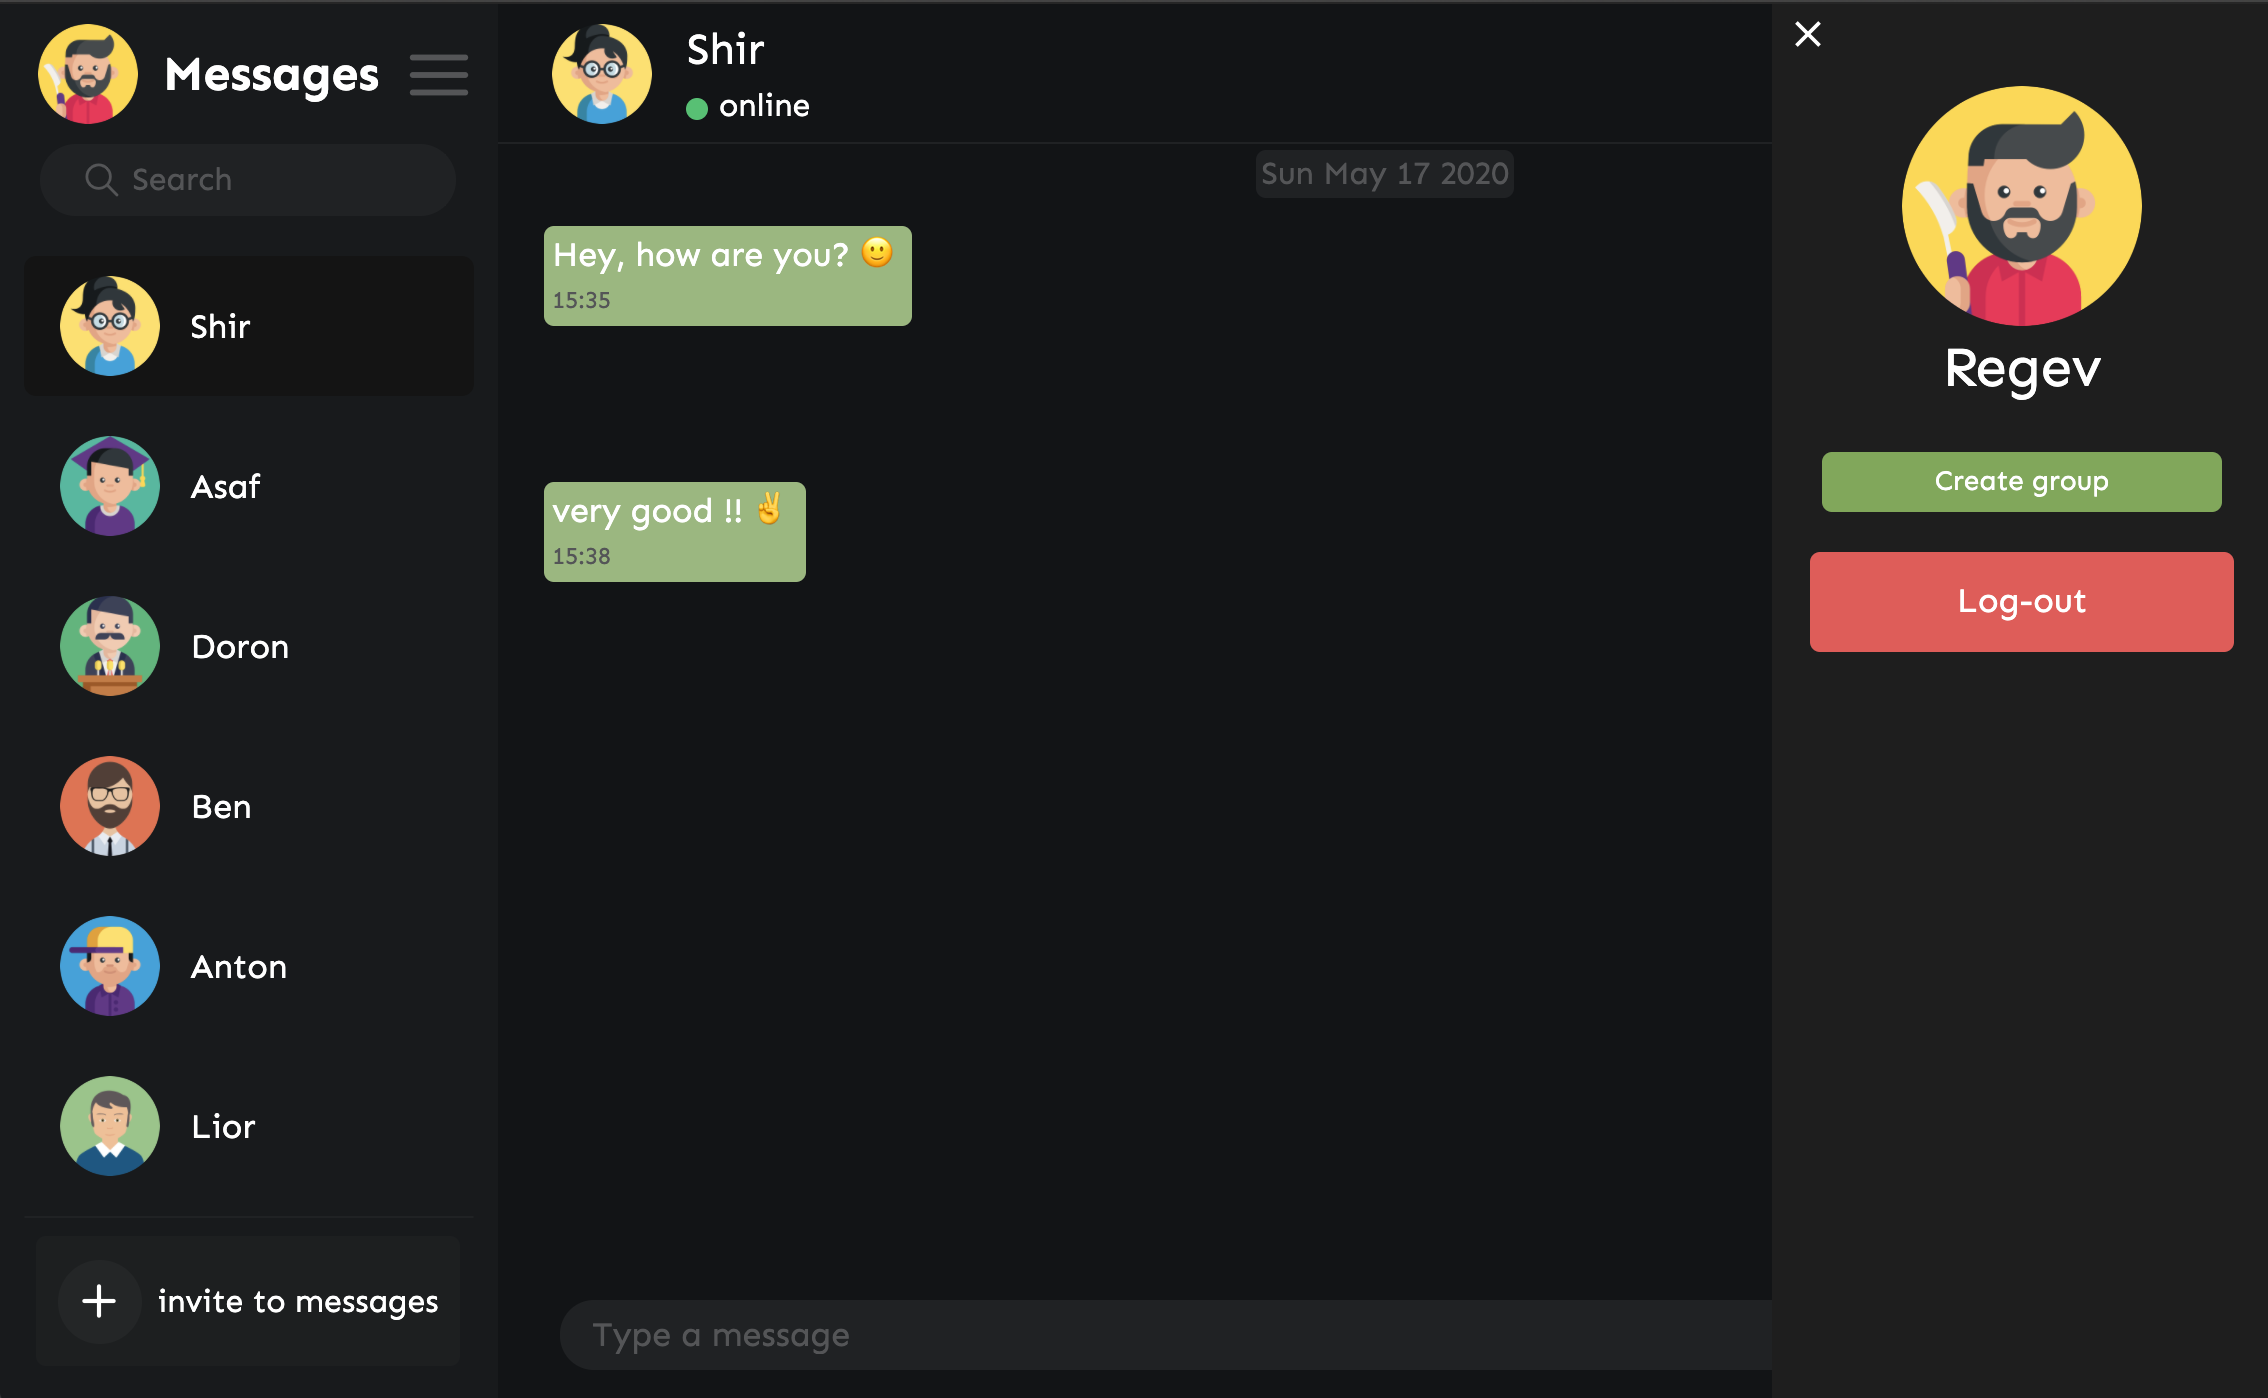 Messages
Search
Shir
Asaf
Doron
Ben
Anton
Lior
invite to messages
Shir
online
Sun May 17 2020
Hey, how are you? 🙂
15:35
very good !! ✌️
15:38
Type a message
Regev
Create group
Log-out